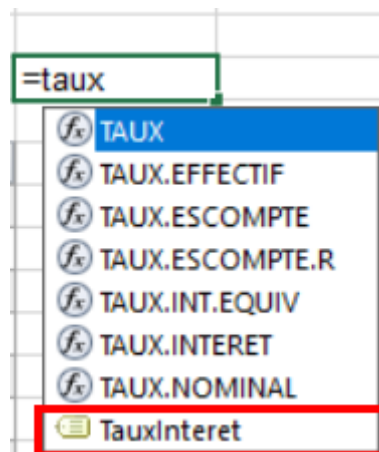 =taux
TAUX
TAUX.EFFECTIF
TAUX.ESCOMPTE
TAUX.ESCOMPTE.R
TAUX.INT.EQUIV
TAUX.INTERET
TAUX.NOMINAL
TauxInteret